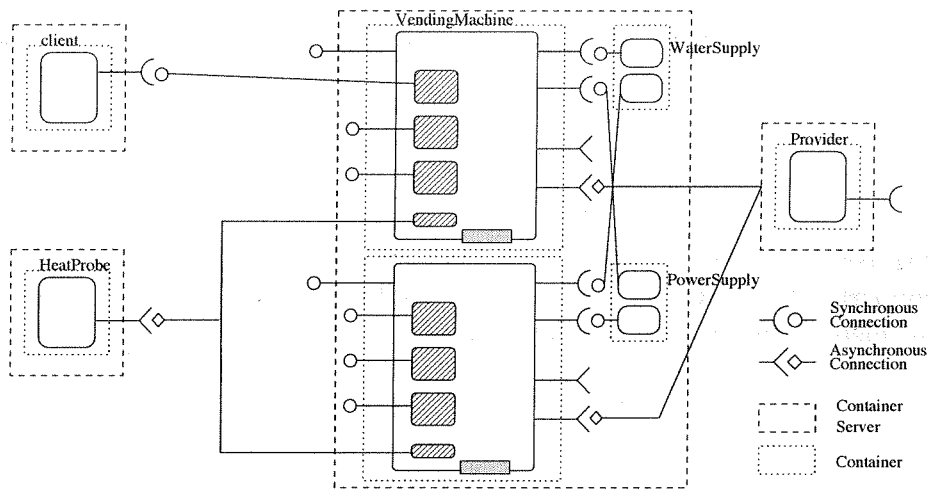 VendingMachine
client
WaterSupply
Provider
HeatProbe
PowerSupply
Synchronous
Connection
Asynchronous
Connection
Container
Server
Container